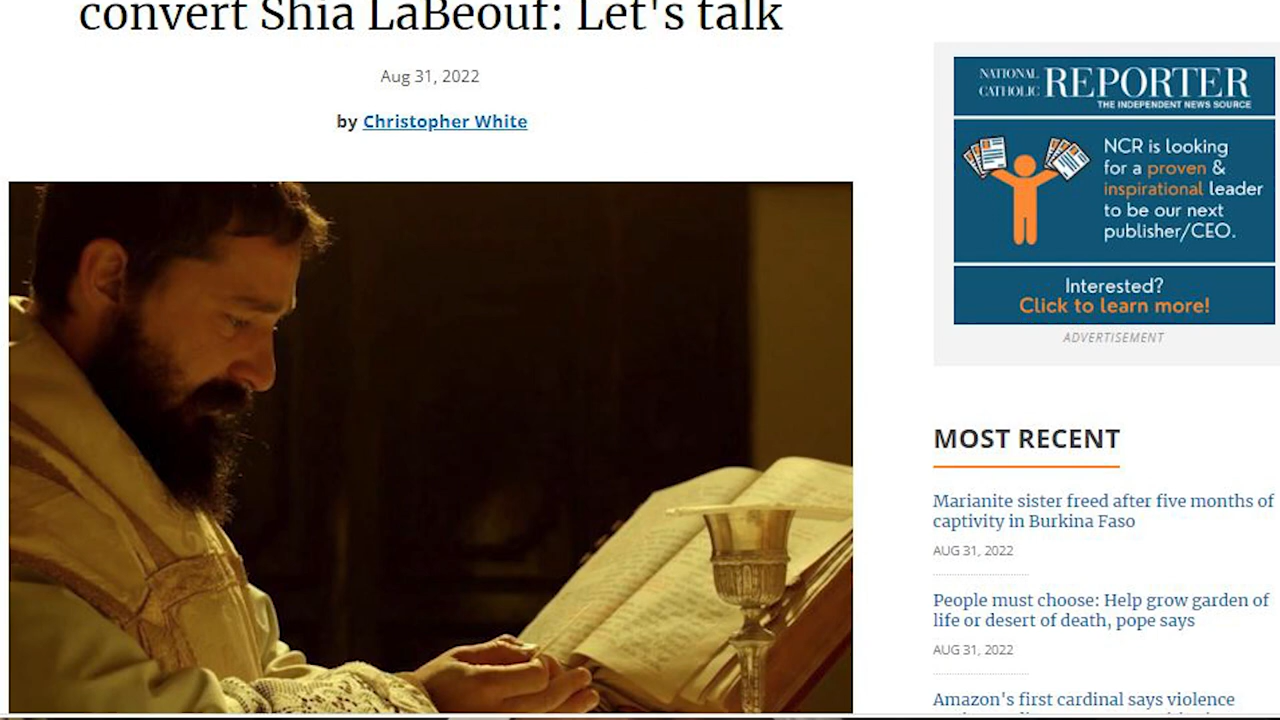 convert Shia LaBeouf: Let's talk
Aug 31, 2022
by Christopher White
NATIONAL
CATHOLIC
REPORTER
THE INDEPENDENT NEWS SOURCE
NCR is looking
for a proven &
inspirational leader
to be our next
publisher/CEO.
Interested?
Click to learn more!
ADVERTISEMENT
MOST RECENT
Marianite sister freed after five months of
captivity in Burkina Faso
AUG 31, 2022
People must choose: Help grow garden of
life or desert of death, pope says
AUG 31, 2022
Amazon's first cardinal says violence